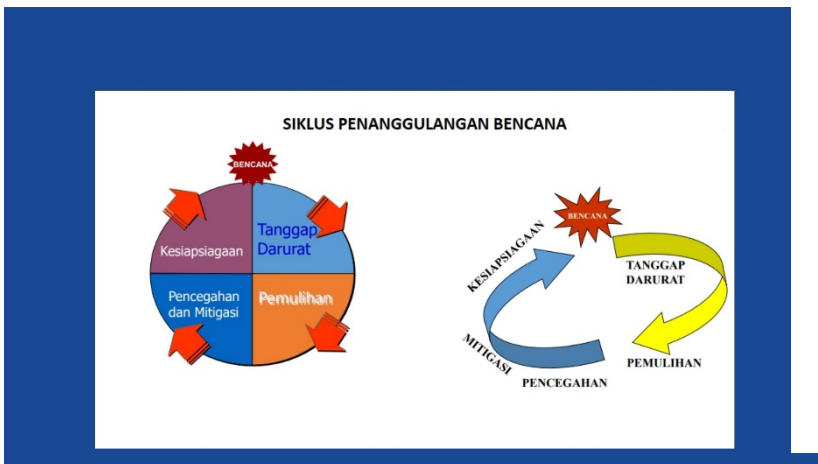 SIKLUS PENANGGULANGAN BENCANA
BENCANA
Kesiapsiagaan
Tanggap
Darurat
Pencegahan
dan Mitigasi
Pemulihan
BENCANA
KESIAPSIAGAAN
TANGGAP
DARURAT
MITIGASI
PENCEGAHAN
PEMULIHAN